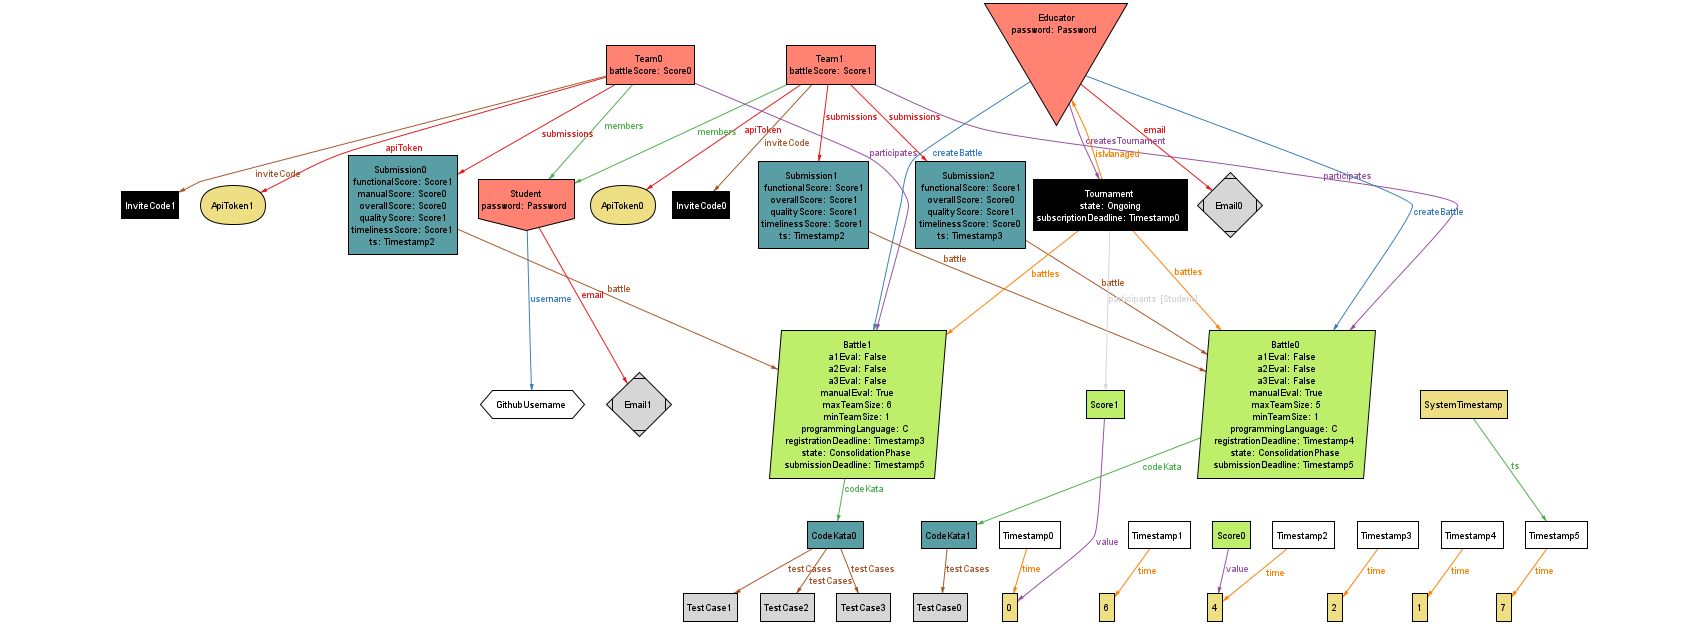 Educator
password: Password
Team0
battleScore: Score0
Team1
battleScore: Score1
submissions
members
members
apiToken
submissions
submissions
email
apiToken
inviteCode
createsTournament
participates
createBattle
isManaged
inviteCode
participates
createBattle
InviteCode1
ApiToken1
Submission0
functionalScore: Score1
manualScore: Score0
overallScore: Score0
qualityScore: Score1
timelinessScore: Score1
ts: Timestamp2
Student
password: Password
ApiToken0
InviteCode0
Submission1
functionalScore: Score1
overallScore: Score1
qualityScore: Score1
timelinessScore: Score1
ts: Timestamp2
Submission2
functionalScore: Score1
overallScore: Score0
qualityScore: Score1
timelinessScore: Score0
ts: Timestamp3
Tournament
state: Ongoing
subscriptionDeadline: Timestamp0
Email0
battle
battles
battles
battle
battle
username
email
participants [Student]
Battle1
a1Eval: False
a2Eval: False
a3Eval: False
manualEval: True
maxTeamSize: 6
minTeamSize: 1
programmingLanguage: C
registrationDeadline: Timestamp3
state: ConsolidationPhase
submissionDeadline: Timestamp5
Battle0
a1Eval: False
a2Eval: False
a3Eval: False
manualEval: True
maxTeamSize: 5
minTeamSize: 1
programmingLanguage: C
registrationDeadline: Timestamp4
state: ConsolidationPhase
submissionDeadline: Timestamp5
GithubUsername
Email1
Score1
SystemTimestamp
codeKata
codeKata
ts
CodeKata0
CodeKata1
Timestamp0
Timestamp1
Score0
Timestamp2
Timestamp3
Timestamp4
Timestamp5
value
testCases
testCases
testCases
testCases
time
time
value
time
time
time
time
TestCase1
TestCase2
TestCase3
TestCase0
0
6
4
2
1
7